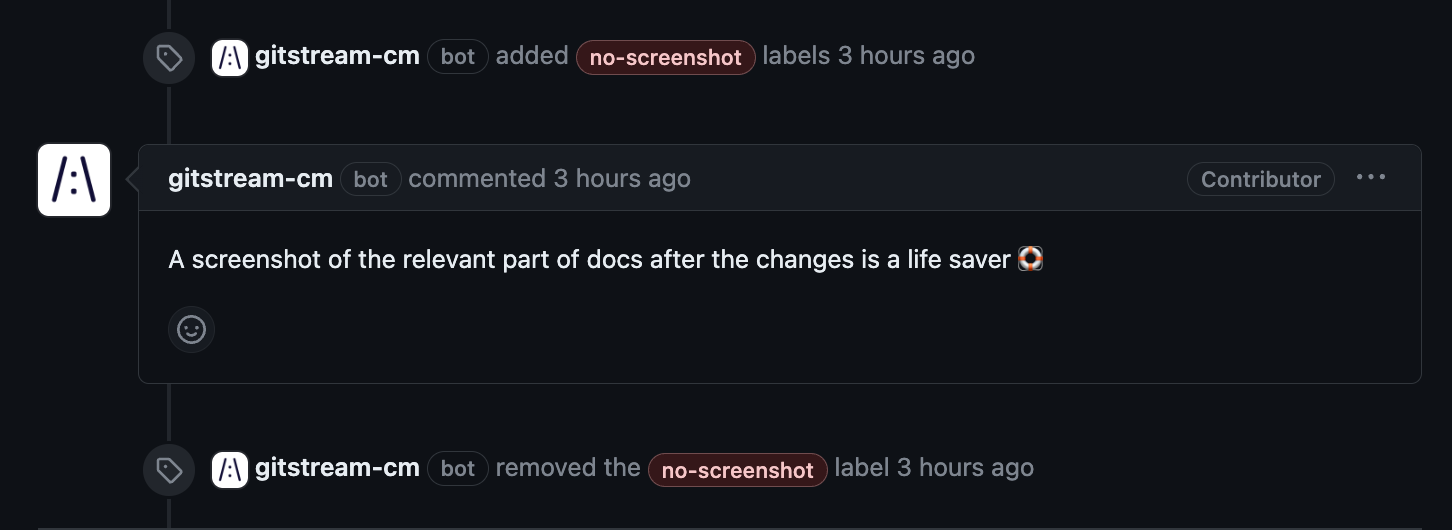 gitstream-cm bot added no-screenshot labels 3 hours ago
gitstream-cm bot commented 3 hours ago Contributor ...
A screenshot of the relevant part of docs after the changes is a life saver 🛟
gitstream-cm bot removed the no-screenshot label 3 hours ago